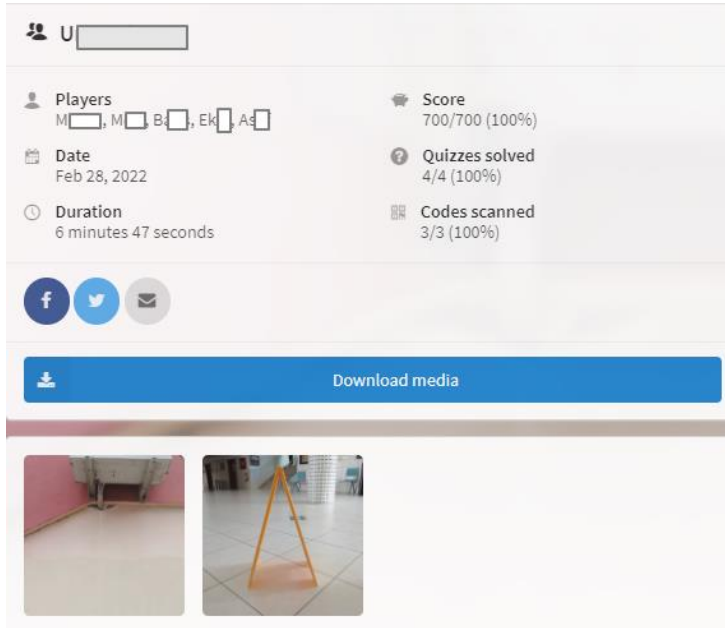 U
Players
M , M , Ba s, Ek , As
Date
Feb 28, 2022
Duration
6 minutes 47 seconds
Score
700/700 (100%)
Quizzes solved
4/4 (100%)
Codes scanned
3/3 (100%)
Download media